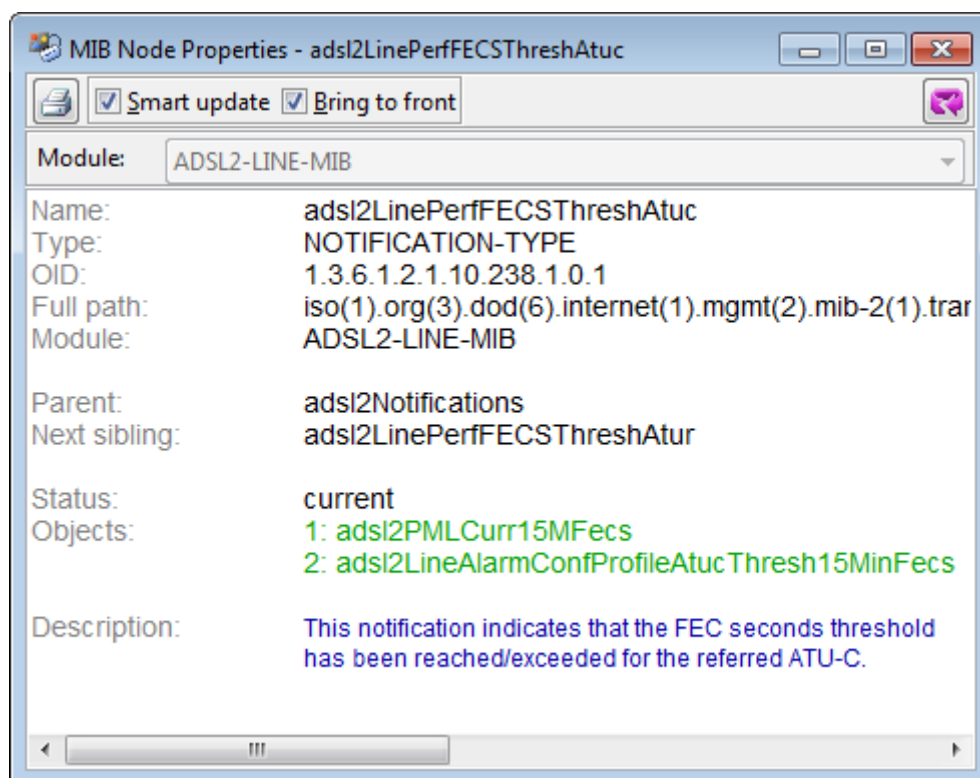 MIB Node Properties - adsl2LinePerfFECSThreshAtuc
Smart update Bring to front
Module: ADSL2-LINE-MIB
Name: adsl2LinePerfFECSThreshAtuc
Type: NOTIFICATION-TYPE
OID: 1.3.6.1.2.1.10.238.1.0.1
Full path: iso(1).org(3).dod(6).internet(1).mgmt(2).mib-2(1).tran
Module: ADSL2-LINE-MIB
Parent: adsl2Notifications
Next sibling: adsl2LinePerfFECSThreshAtur
Status: current
Objects: 1: adsl2PMLCurr15MFecs
2: adsl2LineAlarmConfProfileAtucThresh15MinFecs
Description: This notification indicates that the FEC seconds threshold
has been reached/exceeded for the referred ATU-C.